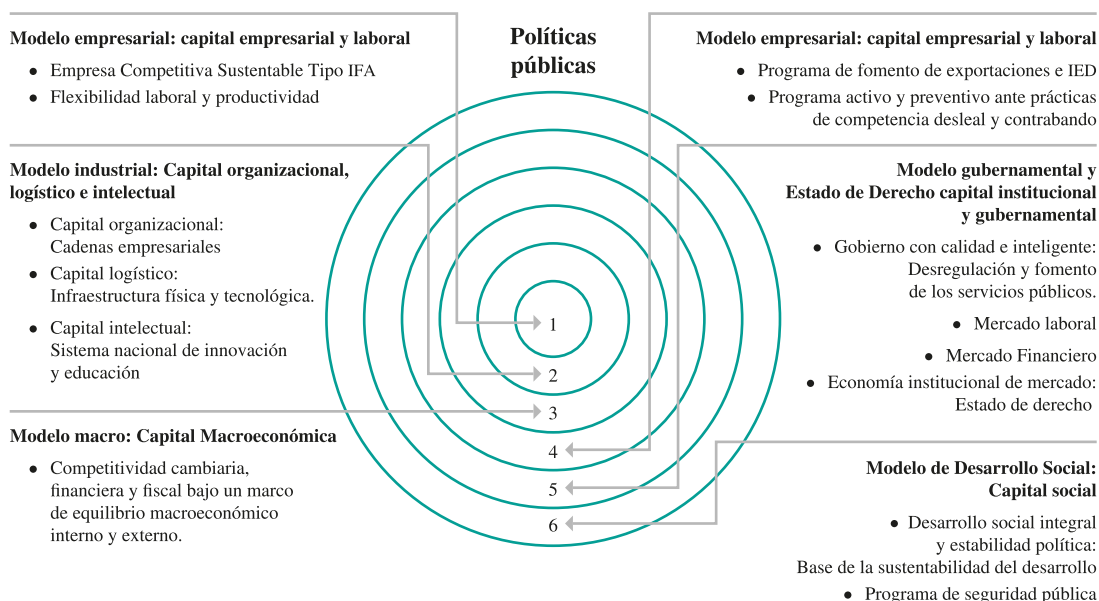 Políticas
públicas
Modelo empresarial: capital empresarial y laboral
● Empresa Competitiva Sustentable Tipo IFA
● Flexibilidad laboral y productividad
Modelo industrial: Capital organizacional,
logístico e intelectual
● Capital organizacional:
Cadenas empresariales
● Capital logístico:
Infraestructura física y tecnológica.
● Capital intelectual:
Sistema nacional de innovación
y educación
Modelo macro: Capital Macroeconómica
● Competitividad cambiaria,
financiera y fiscal bajo un marco
de equilibrio macroeconómico
interno y externo.
1
2
3
4
5
6
Modelo empresarial: capital empresarial y laboral
● Programa de fomento de exportaciones e IED
● Programa activo y preventivo ante prácticas
de competencia desleal y contrabando
Modelo gubernamental y
Estado de Derecho capital institucional
y gubernamental
● Gobierno con calidad e inteligente:
Desregulación y fomento
de los servicios públicos.
● Mercado laboral
● Mercado Financiero
● Economía institucional de mercado:
Estado de derecho
Modelo de Desarrollo Social:
Capital social
● Desarrollo social integral
y estabilidad política:
Base de la sustentabilidad del desarrollo
● Programa de seguridad pública